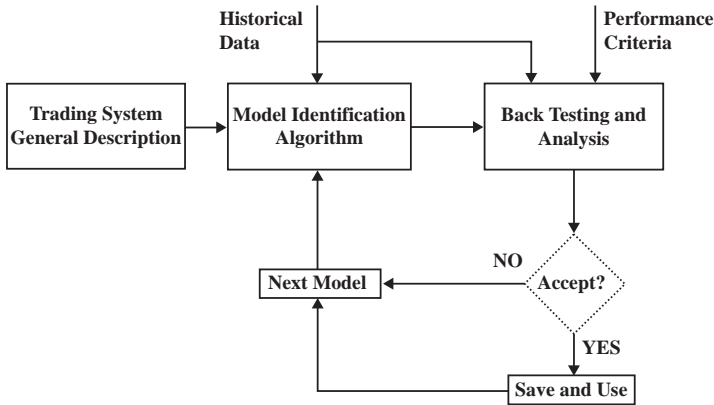 Historical
Data
Performance
Criteria
Trading System
General Description
Model Identification
Algorithm
Back Testing and
Analysis
NO
Next Model
Accept?
YES
Save and Use